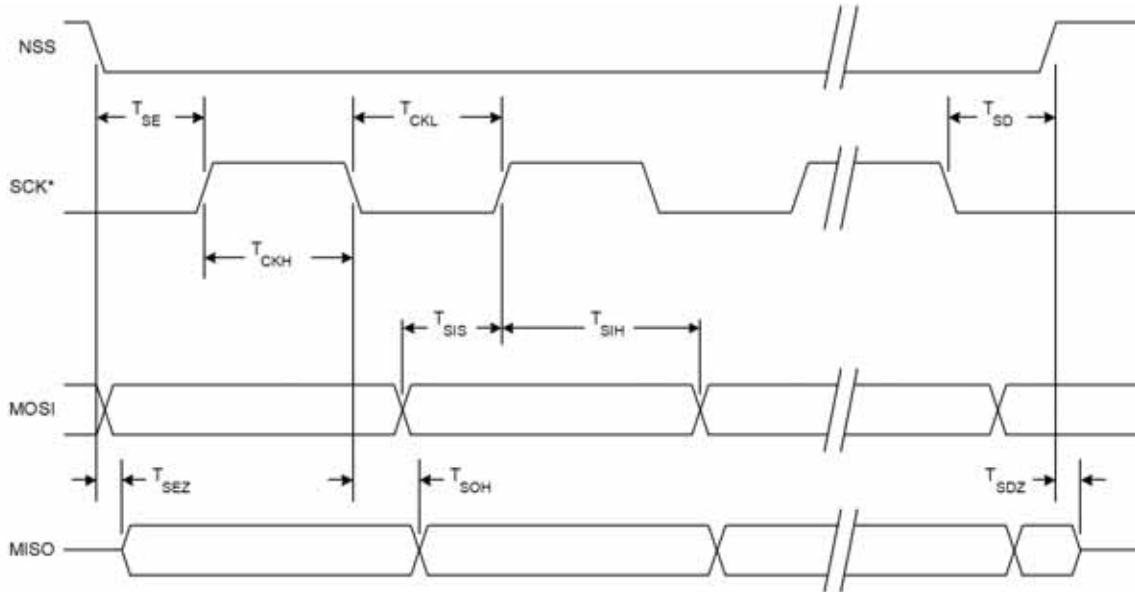 NSS
T_SE
T_CKL
T_SD
SCK*
T_CKH
T_SIS
T_SIH
MOSI
T_SEZ
T_SOH
T_SDZ
MISO